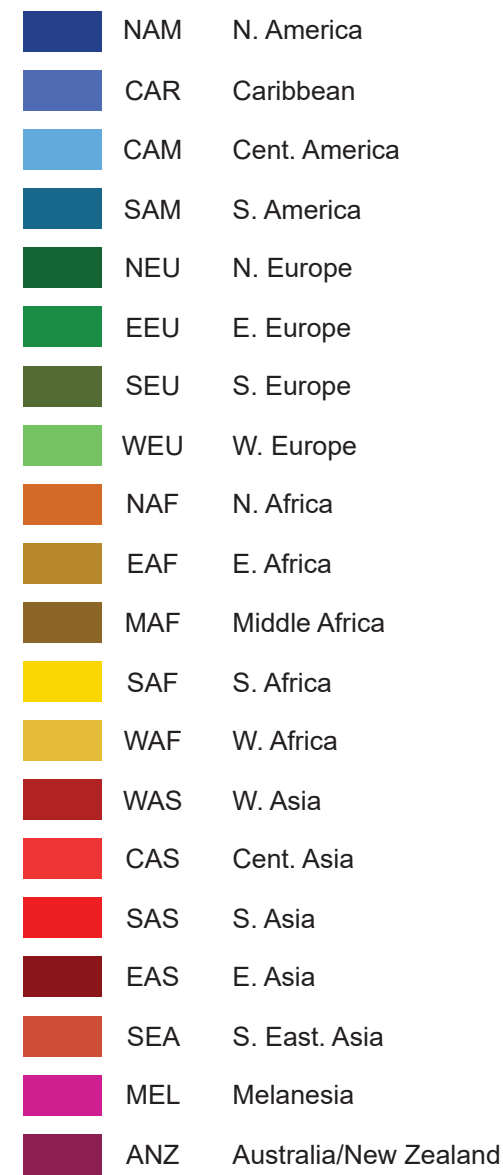 NAM N. America
CAR Caribbean
CAM Cent. America
SAM S. America
NEU N. Europe
EEU E. Europe
SEU S. Europe
WEU W. Europe
NAF N. Africa
EAF E. Africa
MAF Middle Africa
SAF S. Africa
WAF W. Africa
WAS W. Asia
CAS Cent. Asia
SAS S. Asia
EAS E. Asia
SEA S. East. Asia
MEL Melanesia
ANZ Australia/New Zealand